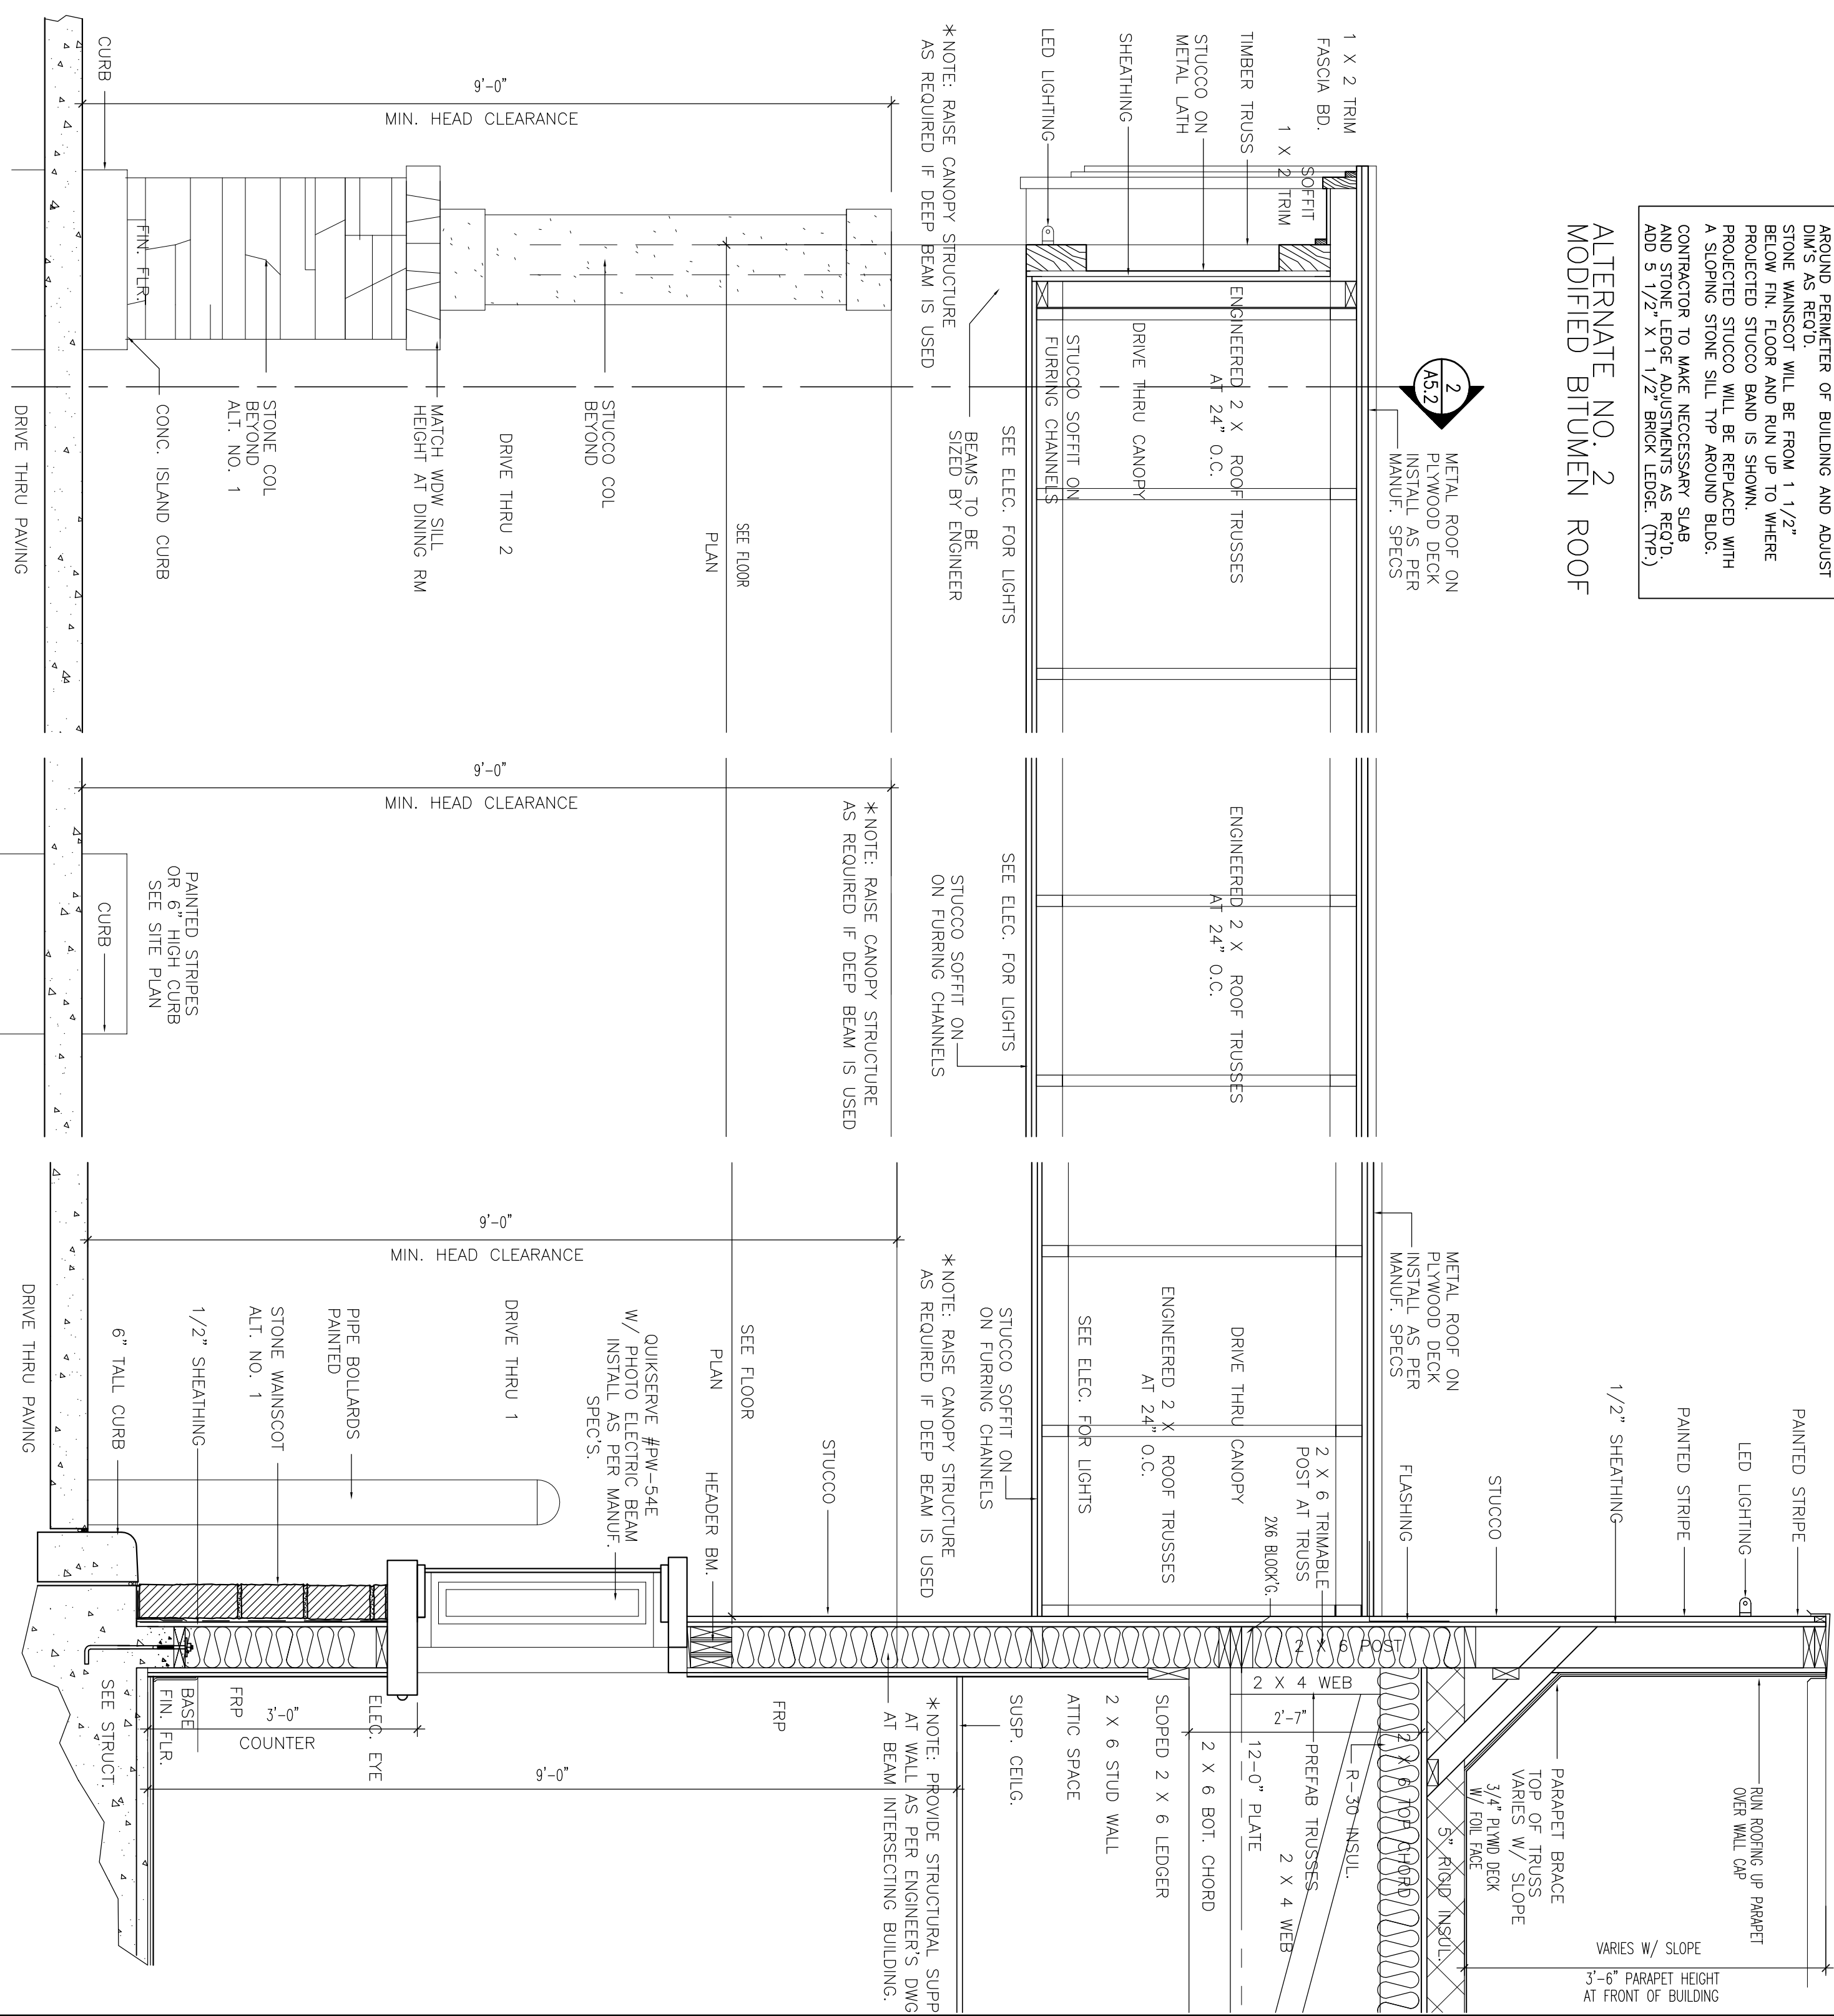 AROUND PERIMETER OF BUILDING AND ADJUST
DIM'S AS REQ'D.
STONE WAINSCOT WILL BE FROM 1 1/2"
BELOW FIN. FLOOR AND RUN UP TO WHERE
PROJECTED STUCCO BAND IS SHOWN.
PROJECTED STUCCO WILL BE REPLACED WITH
A SLOPING STONE SILL TYP AROUND BLDG.
CONTRACTOR TO MAKE NECCESSARY SLAB
AND STONE LEDGE ADJUSTMENTS AS REQ'D.
ADD 5 1/2" X 1 1/2" BRICK LEDGE. (TYP.)
ALTERNATE NO. 2
MODIFIED BITUMEN ROOF
2
A5.2
METAL ROOF ON
PLYWOOD DECK
INSTALL AS PER
MANUF. SPECS
1 X 2 TRIM
FASCIA BD.
SOFFIT
1 X 2 TRIM
TIMBER TRUSS
STUCCO ON
METAL LATH
SHEATHING
LED LIGHTING
ENGINEERED 2 X ROOF TRUSSES
AT 24" O.C.
DRIVE THRU CANOPY
STUCCO SOFFIT ON
FURRING CHANNELS
SEE ELEC. FOR LIGHTS
BEAMS TO BE
SIZED BY ENGINEER
*NOTE: RAISE CANOPY STRUCTURE
AS REQUIRED IF DEEP BEAM IS USED
SEE FLOOR
PLAN
9'-0"
MIN. HEAD CLEARANCE
STUCCO COL
BEYOND
DRIVE THRU 2
MATCH WDW SILL
HEIGHT AT DINING RM
STONE COL
BEYOND
ALT. NO. 1
FIN. FLR.
CONC. ISLAND CURB
CURB
DRIVE THRU PAVING
ENGINEERED 2 X ROOF TRUSSES
AT 24" O.C.
SEE ELEC. FOR LIGHTS
STUCCO SOFFIT ON
ON FURRING CHANNELS
*NOTE: RAISE CANOPY STRUCTURE
AS REQUIRED IF DEEP BEAM IS USED
9'-0"
MIN. HEAD CLEARANCE
PAINTED STRIPES
OR 6" HIGH CURB
SEE SITE PLAN
CURB
PAINTED STRIPE
LED LIGHTING
PAINTED STRIPE
1/2" SHEATHING
STUCCO
FLASHING
METAL ROOF ON
PLYWOOD DECK
INSTALL AS PER
MANUF. SPECS
2 X 6 TRIMABLE
POST AT TRUSS
2X6 BLOCK'G.
DRIVE THRU CANOPY
ENGINEERED 2 X ROOF TRUSSES
AT 24" O.C.
SEE ELEC. FOR LIGHTS
STUCCO SOFFIT ON
ON FURRING CHANNELS
*NOTE: RAISE CANOPY STRUCTURE
AS REQUIRED IF DEEP BEAM IS USED
STUCCO
SEE FLOOR
PLAN
HEADER BM.
QUIKSERVE #PW-54E
W/ PHOTO ELECTRIC BEAM
INSTALL AS PER MANUF.
SPEC'S.
9'-0"
MIN. HEAD CLEARANCE
DRIVE THRU 1
PIPE BOLLARDS
PAINTED
STONE WAINSCOT
ALT. NO. 1
1/2" SHEATHING
6" TALL CURB
DRIVE THRU PAVING
RUN ROOFING UP PARAPET
OVER WALL CAP
PARAPET BRACE
TOP OF TRUSS
VARIES W/ SLOPE
3/4" PLYWD DECK
W/ FOIL FACE
VARIES W/ SLOPE
3'-6" PARAPET HEIGHT
AT FRONT OF BUILDING
5" RIGID INSUL.
2 X 6 TOP CHORD
2 X 6 POST
R-30 INSUL.
2 X 4 WEB
2'-7"
PREFAB TRUSSES
2 X 4 WEB
12-0" PLATE
2 X 6 BOT. CHORD
SLOPED 2 X 6 LEDGER
2 X 6 STUD WALL
ATTIC SPACE
SUSP. CEILG.
*NOTE: PROVIDE STRUCTURAL SUPP
AT WALL AS PER ENGINEER'S DWG
AT BEAM INTERSECTING BUILDING.
FRP
9'-0"
ELEC. EYE
3'-0"
COUNTER
FRP
BASE
FIN. FLR.
SEE STRUCT.